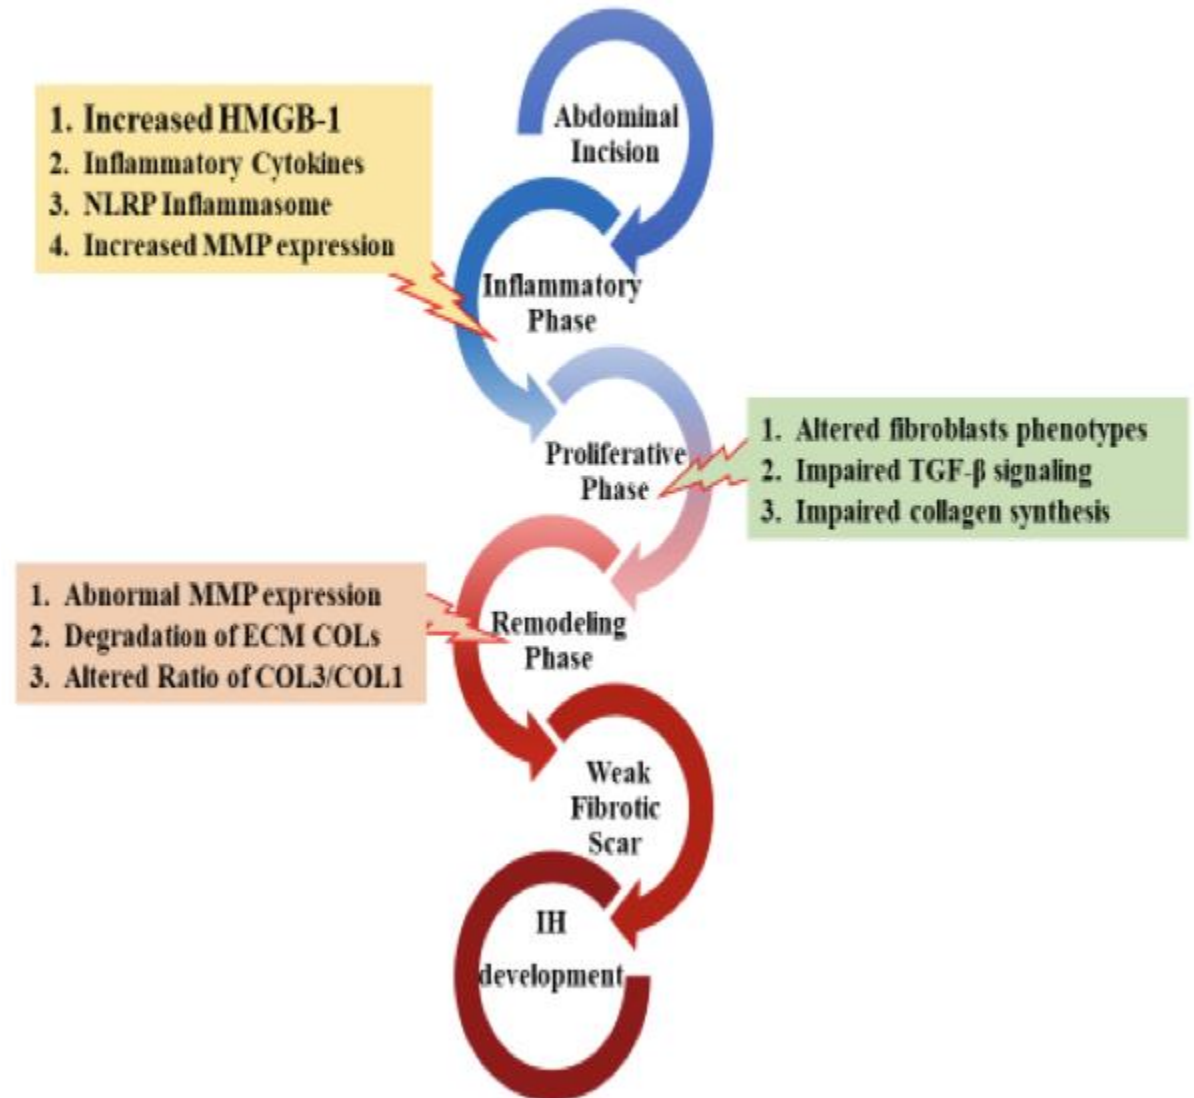 Abdominal
Incision
1. Increased HMGB-1
2. Inflammatory Cytokines
3. NLRP Inflammasome
4. Increased MMP expression
Inflammatory
Phase
Proliferative
Phase
1. Altered fibroblasts phenotypes
2. Impaired TGF-β signaling
3. Impaired collagen synthesis
1. Abnormal MMP expression
2. Degradation of ECM COLs
3. Altered Ratio of COL3/COL1
Remodeling
Phase
Weak
Fibrotic
Scar
IH
development